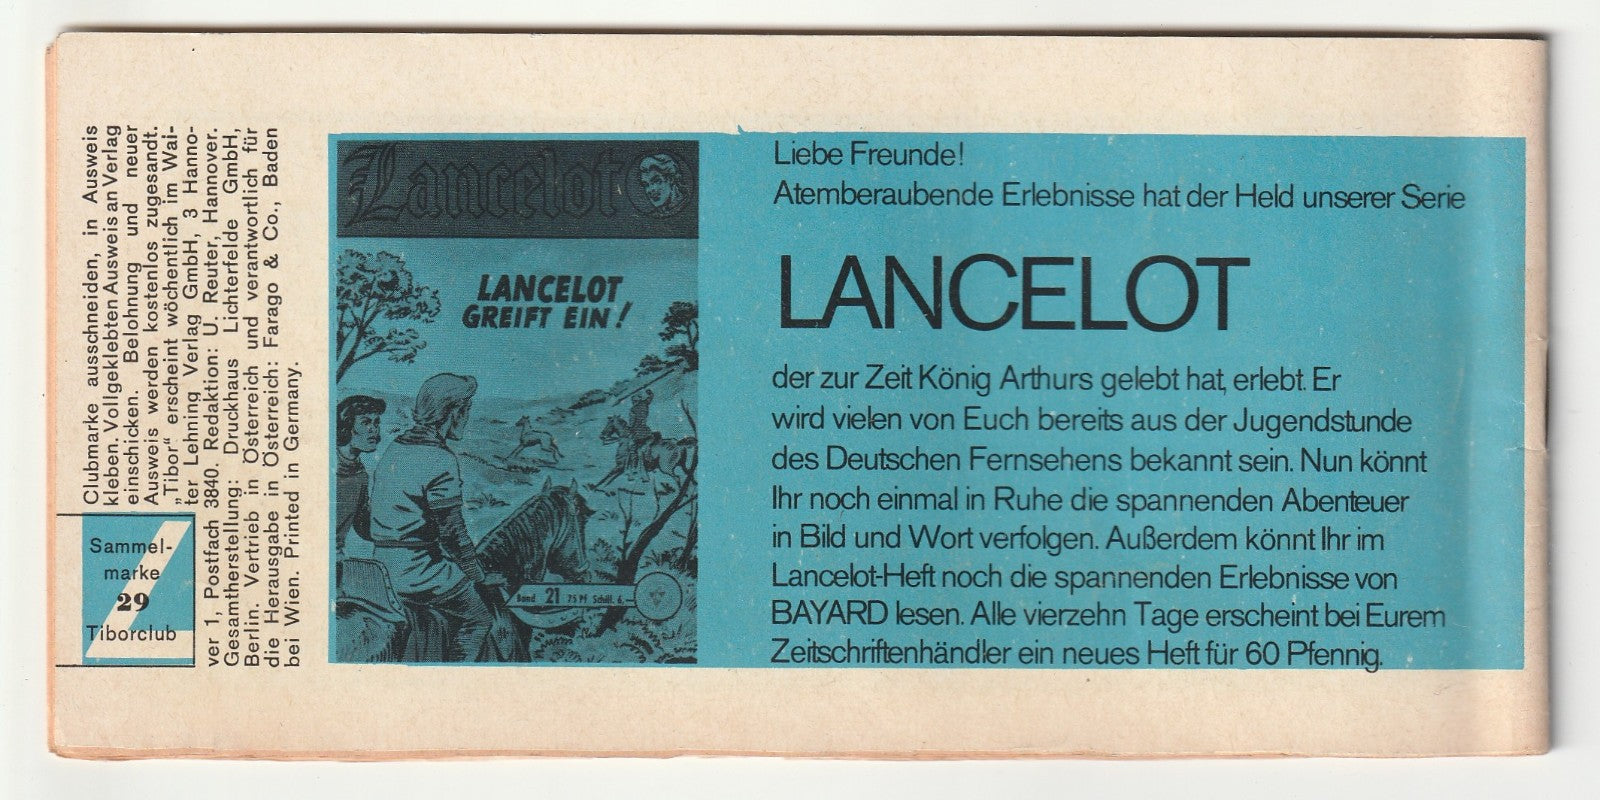 Clubmarke ausschneiden, in Ausweis
kleben. Vollgeklebten Ausweis an Verlag
einschicken. Belohnung und neuer
Ausweis werden kostenlos zugesandt.
„Tibor" erscheint wöchentlich im Wal-
ter Lehning Verlag GmbH, 3 Hanno-
ver 1, Postfach 3840. Redaktion: U. Reuter, Hannover.
Gesamtherstellung: Druckhaus Lichterfelde GmbH,
Berlin. Vertrieb in Österreich und verantwortlich für
die Herausgabe in Österreich: Farago & Co., Baden
bei Wien. Printed in Germany.
Sammel-
marke
29
Tiborclub
Lancelot
LANCELOT
GREIFT EIN!
Band 21 75 Pf Schill. 6.–
Liebe Freunde!
Atemberaubende Erlebnisse hat der Held unserer Serie
LANCELOT
der zur Zeit König Arthurs gelebt hat, erlebt. Er
wird vielen von Euch bereits aus der Jugendstunde
des Deutschen Fernsehens bekannt sein. Nun könnt
Ihr noch einmal in Ruhe die spannenden Abenteuer
in Bild und Wort verfolgen. Außerdem könnt Ihr im
Lancelot-Heft noch die spannenden Erlebnisse von
BAYARD lesen. Alle vierzehn Tage erscheint bei Eurem
Zeitschriftenhändler ein neues Heft für 60 Pfennig.